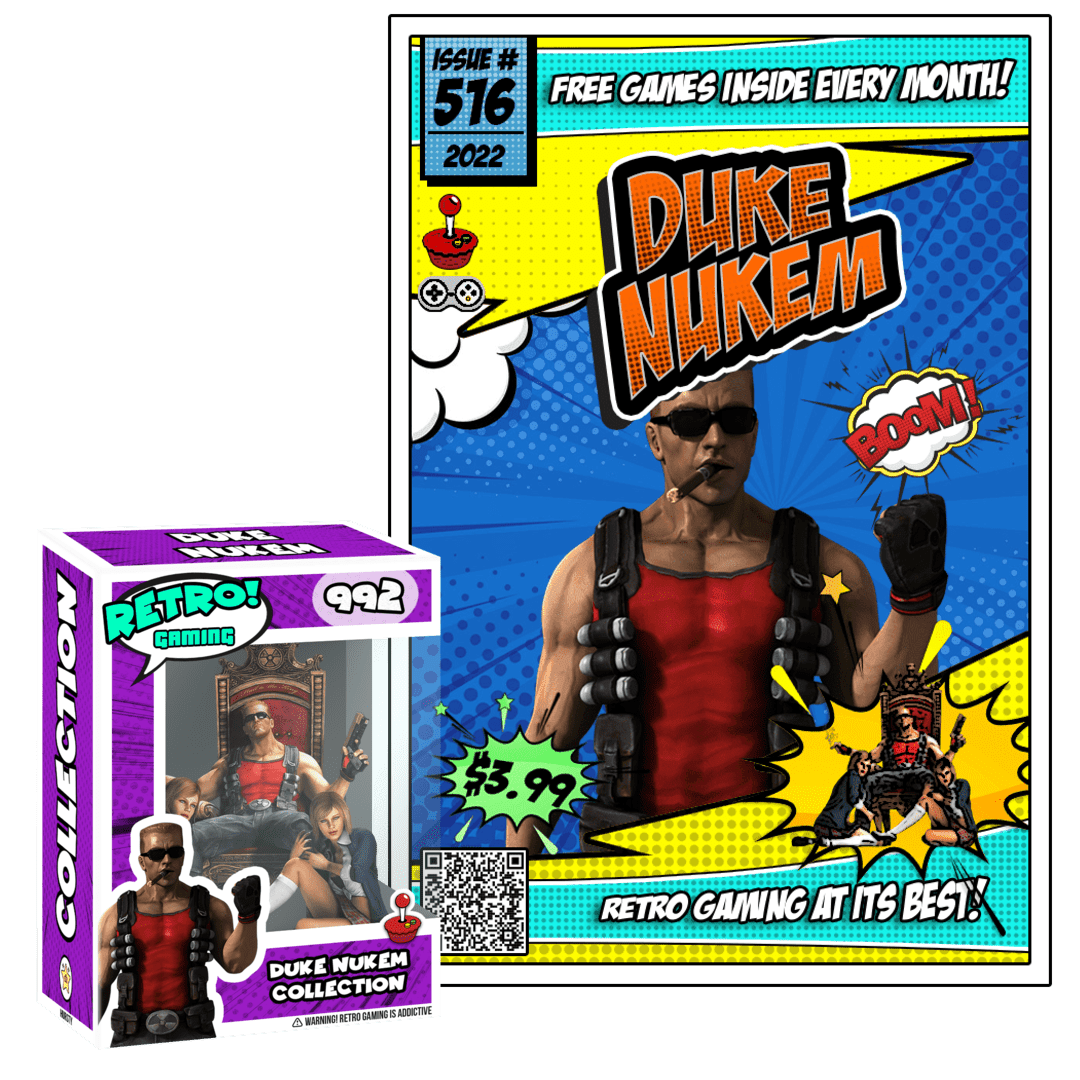 ISSUE #
516
2022
FREE GAMES INSIDE EVERY MONTH!
DUKE
NUKEM
BOOM!
$3.99
RETRO GAMING AT ITS BEST!
DUKE
NUKEM
COLLECTION
RETRO!
GAMING
992
DUKE NUKEM
COLLECTION
⚠ WARNING! RETRO GAMING IS ADDICTIVE